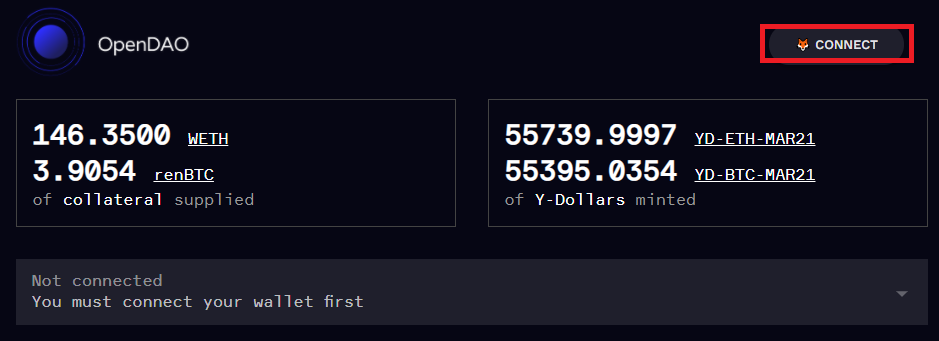 OpenDAO
CONNECT
146.3500 WETH
3.9054 renBTC
of collateral supplied
55739.9997 YD-ETH-MAR21
55395.0354 YD-BTC-MAR21
of Y-Dollars minted
Not connected
You must connect your wallet first